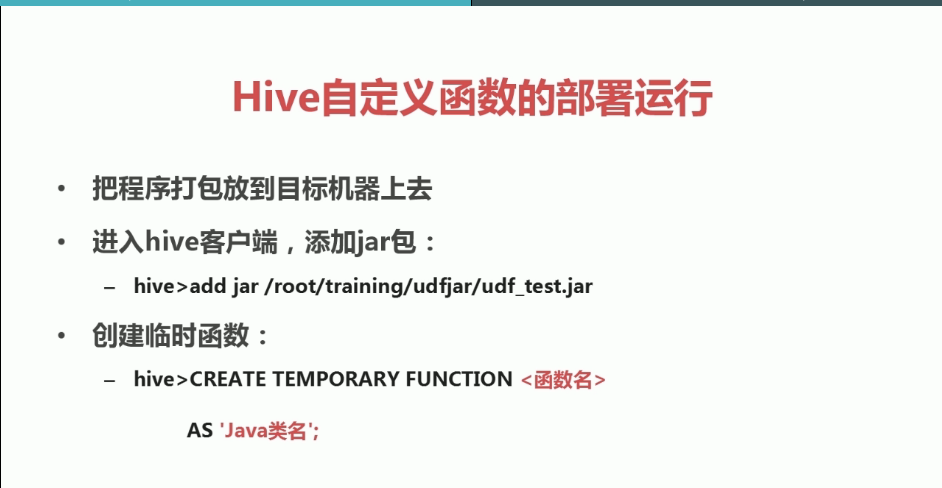 Hive自定义函数的部署运行
• 把程序打包放到目标机器上去
• 进入hive客户端，添加jar包：
– hive>add jar /root/training/udfjar/udf_test.jar
• 创建临时函数：
– hive>CREATE TEMPORARY FUNCTION <函数名>
AS 'Java类名';